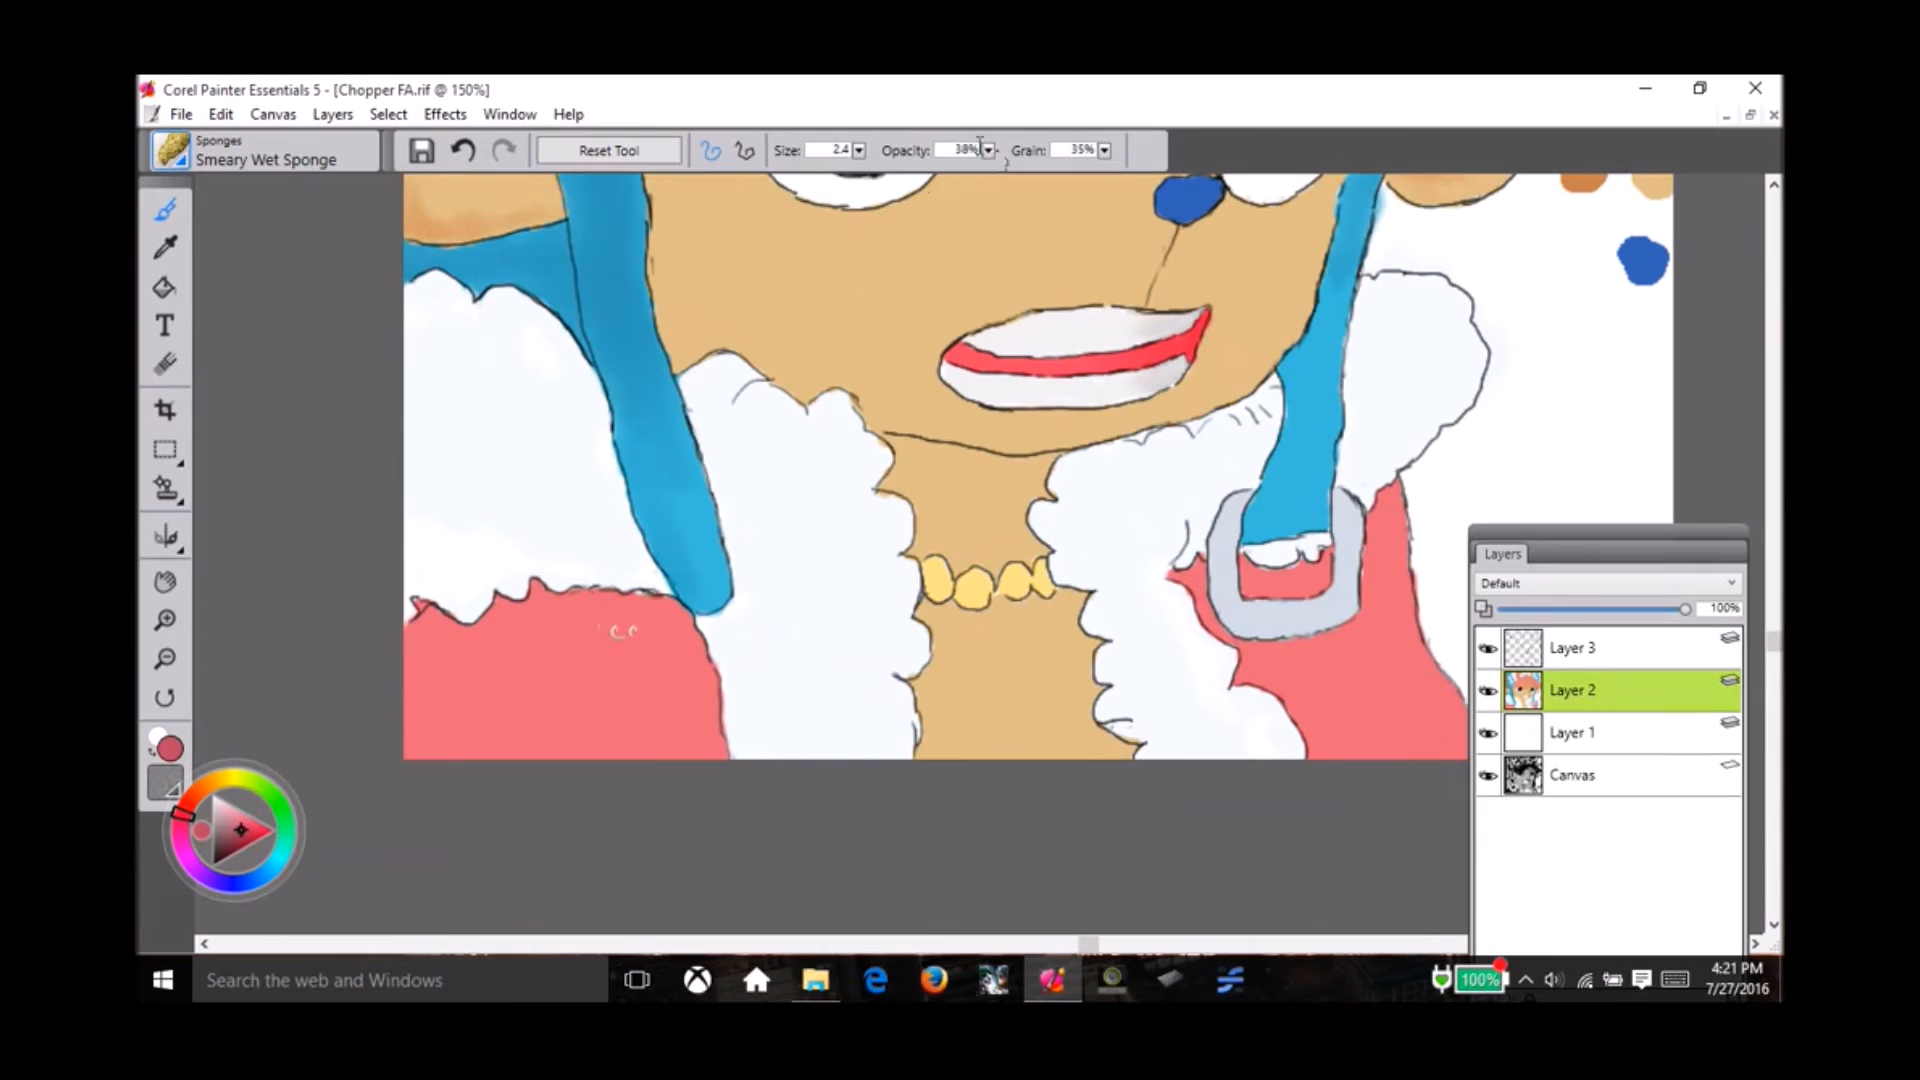 Corel Painter Essentials 5 - [Chopper FA.rif @ 150%]
File Edit Canvas Layers Select Effects Window Help
Sponges
Smeary Wet Sponge
Reset Tool
Size: 2.4
Opacity: 38%
Grain: 35%
T
Layers
Default
100%
Layer 3
Layer 2
Layer 1
Canvas
Search the web and Windows
100%
4:21 PM
7/27/2016